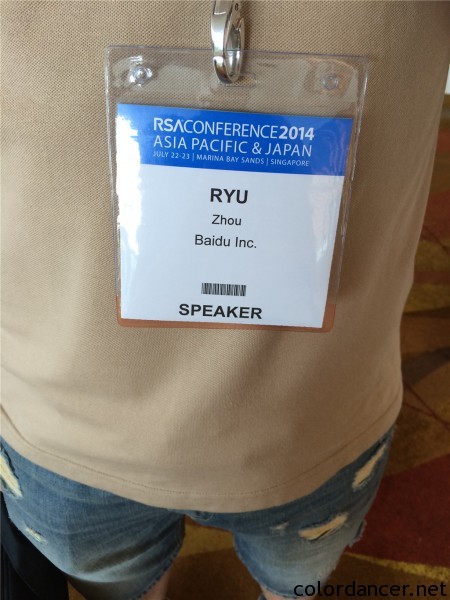 RSACONFERENCE2014
ASIA PACIFIC & JAPAN
JULY 22-23 | MARINA BAY SANDS | SINGAPORE
RYU
Zhou
Baidu Inc.
SPEAKER
colordancer.net